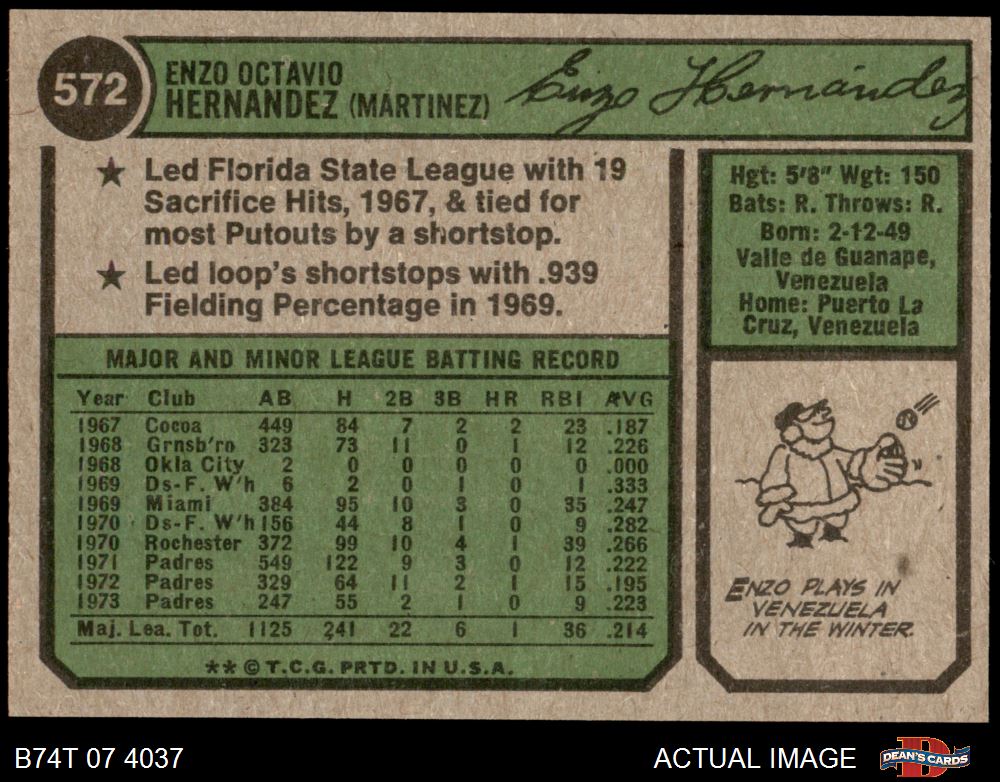 572
ENZO OCTAVIO
HERNANDEZ (MARTINEZ)
Enzo Hernández
★ Led Florida State League with 19
Sacrifice Hits, 1967, & tied for
most Putouts by a shortstop.
★ Led loop's shortstops with .939
Fielding Percentage in 1969.
Hgt: 5'8" Wgt: 150
Bats: R. Throws: R.
Born: 2-12-49
Valle de Guanape,
Venezuela
Home: Puerto La
Cruz, Venezuela
MAJOR AND MINOR LEAGUE BATTING RECORD
Year Club AB H 2B 3B HR RBI AVG
1967 Cocoa 449 84 7 2 2 23 .187
1968 Grnsb'ro 323 73 11 0 1 12 .226
1968 Okla City 2 0 0 0 0 0 .000
1969 Ds-F. W'h 6 2 0 1 0 1 .333
1969 Miami 384 95 10 3 0 35 .247
1970 Ds-F. W'h 156 44 8 1 0 9 .282
1970 Rochester 372 99 10 4 1 39 .266
1971 Padres 549 122 9 3 0 12 .222
1972 Padres 329 64 11 2 1 15 .195
1973 Padres 247 55 2 1 0 9 .223
Maj. Lea. Tot. 1125 241 22 6 1 36 .214
** © T.C.G. PRTD. IN U.S.A.
ENZO PLAYS IN
VENEZUELA
IN THE WINTER.
B74T 07 4037
ACTUAL IMAGE
DEAN'S CARDS